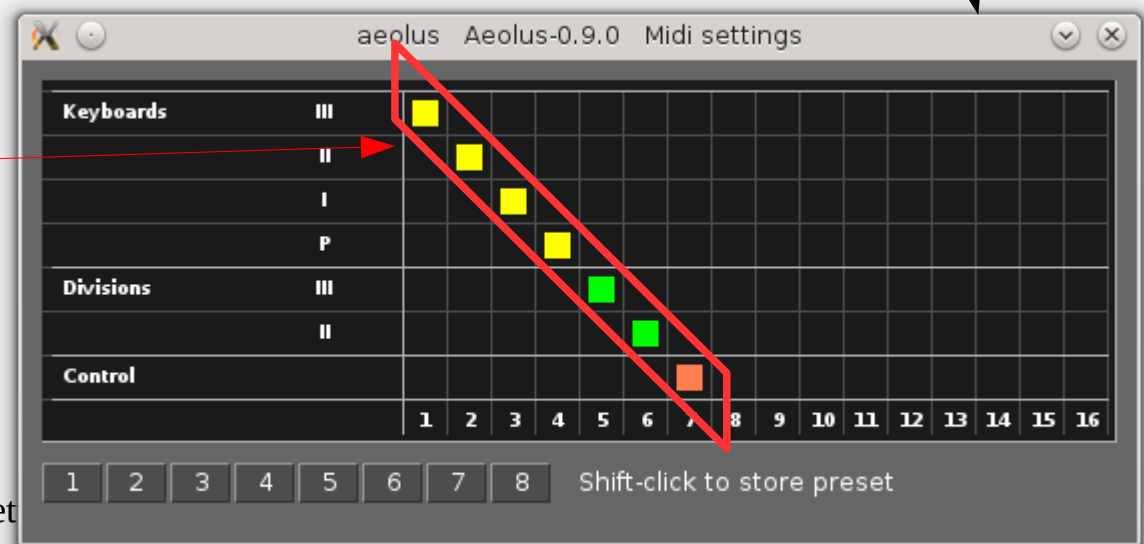 aeolus Aeolus-0.9.0 Midi settings
Keyboards III
II
I
P
Divisions III
II
Control
1 2 3 4 5 6 7 8 9 10 11 12 13 14 15 16
1 2 3 4 5 6 7 8 Shift-click to store preset
et